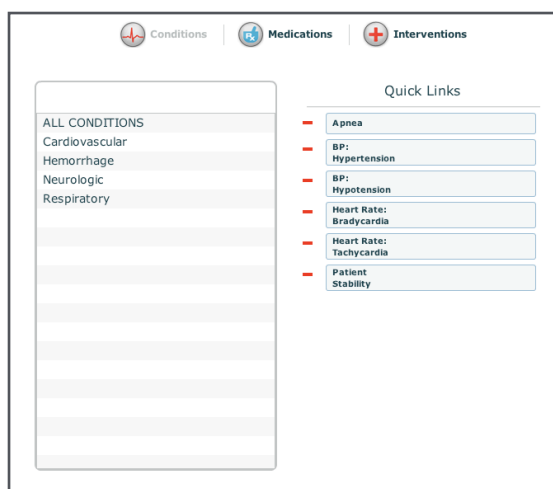 Conditions
Medications
Interventions
ALL CONDITIONS
Cardiovascular
Hemorrhage
Neurologic
Respiratory
Quick Links
Apnea
BP:
Hypertension
BP:
Hypotension
Heart Rate:
Bradycardia
Heart Rate:
Tachycardia
Patient
Stability